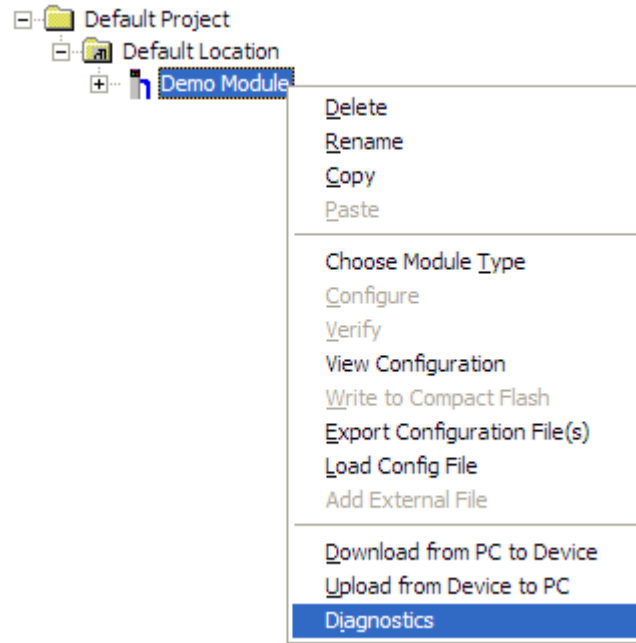 Default Project
Default Location
Demo Module
Delete
Rename
Copy
Paste
Choose Module Type
Configure
Verify
View Configuration
Write to Compact Flash
Export Configuration File(s)
Load Config File
Add External File
Download from PC to Device
Upload from Device to PC
Diagnostics